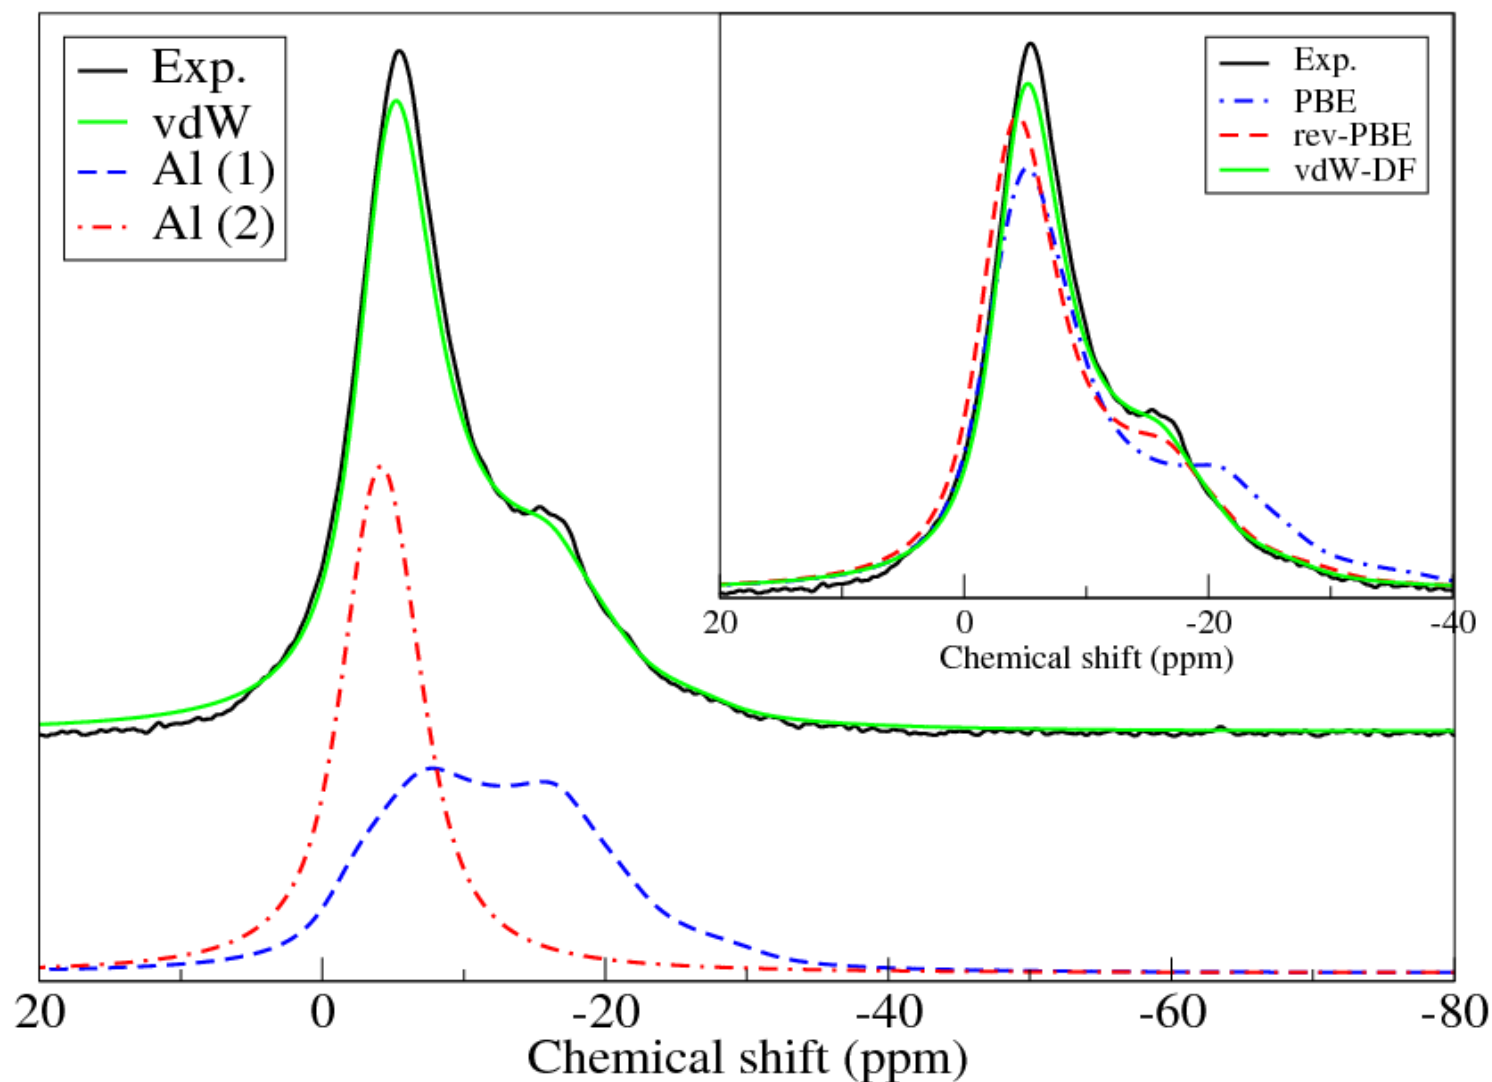 Exp.
vdW
Al (1)
Al (2)
Exp.
PBE
rev-PBE
vdW-DF
20 0 -20 -40
Chemical shift (ppm)
20 0 -20 -40 -60 -80
Chemical shift (ppm)